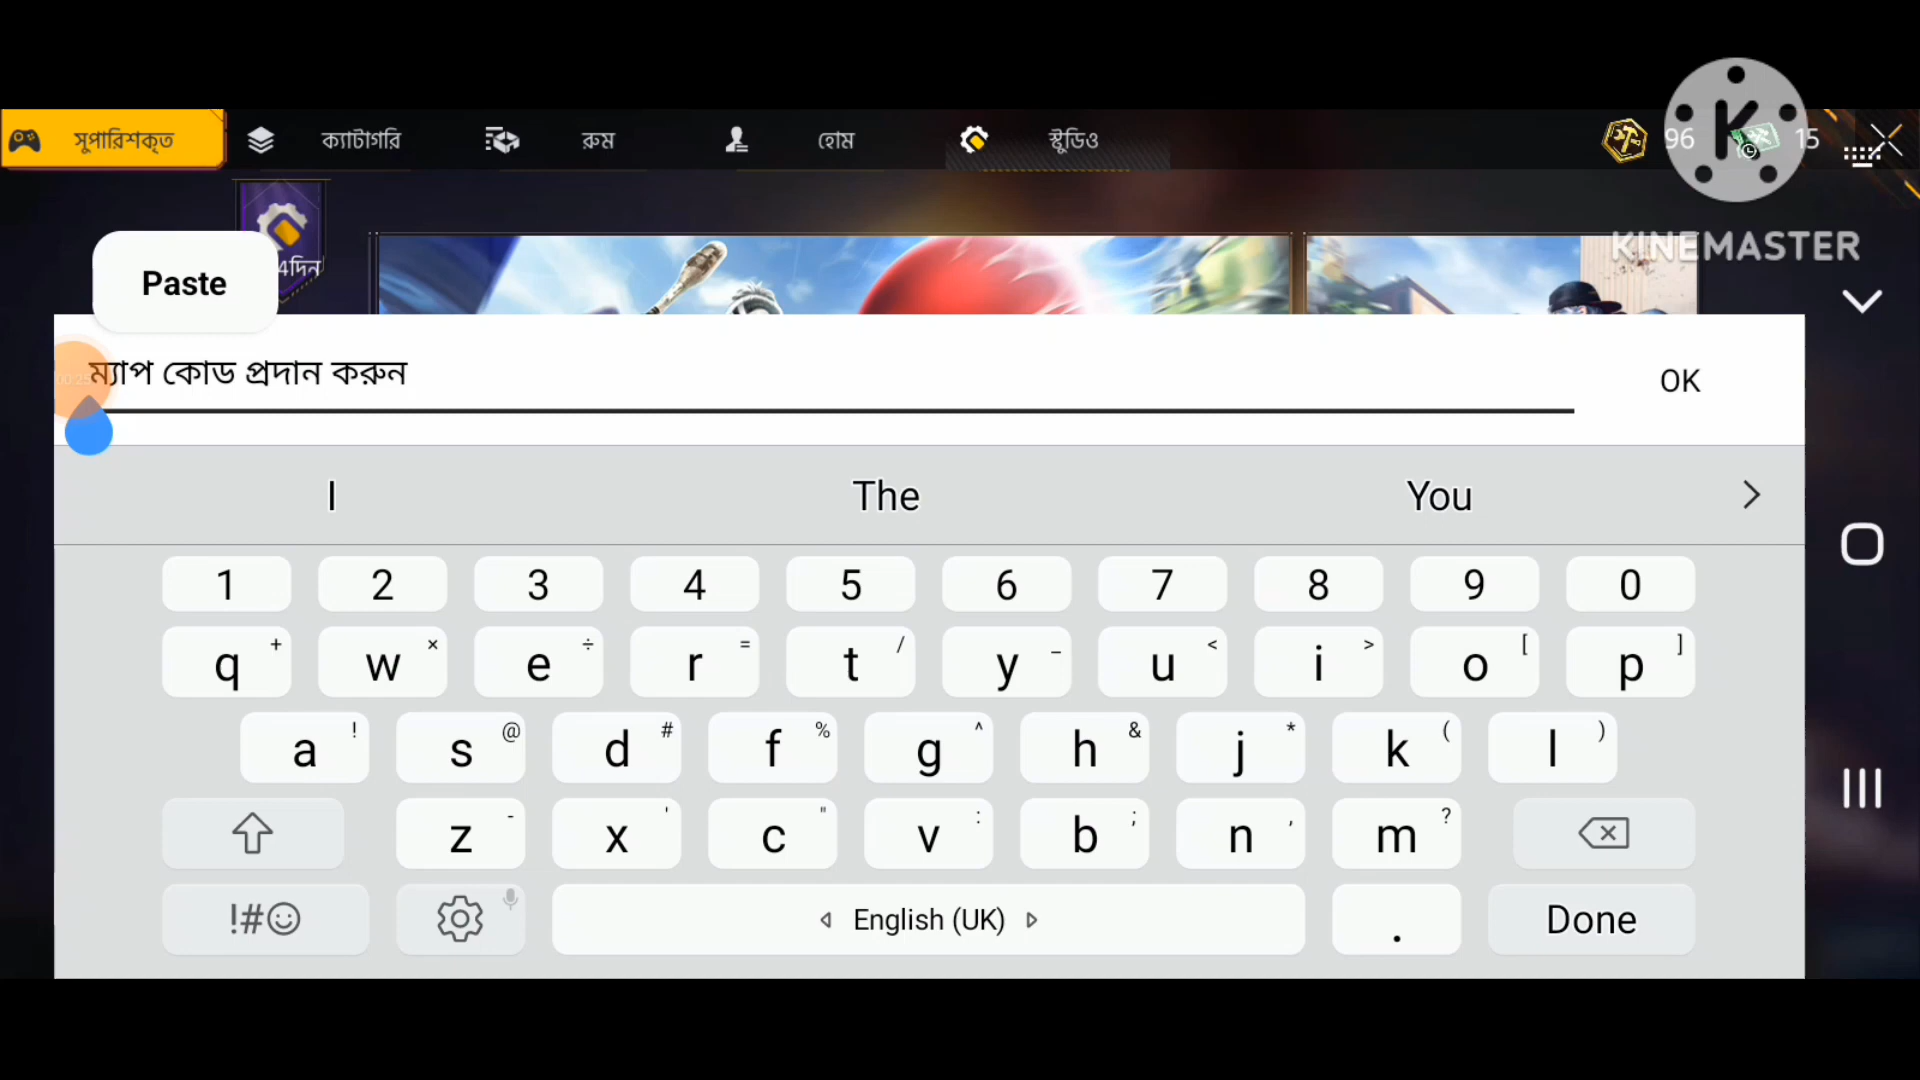 সুপারিশকৃত ক্যাটাগরি রুম হোম স্টুডিও 96 15
K
KINEMASTER
4দিন
Paste
ম্যাপ কোড প্রদান করুন
OK
I The You
1 2 3 4 5 6 7 8 9 0
q + w × e ÷ r = t / y _ u < i > o [ p ]
a ! s @ d # f % g ^ h & j * k ( l )
z - x ' c " v : b ; n , m ?
!# English (UK) . Done